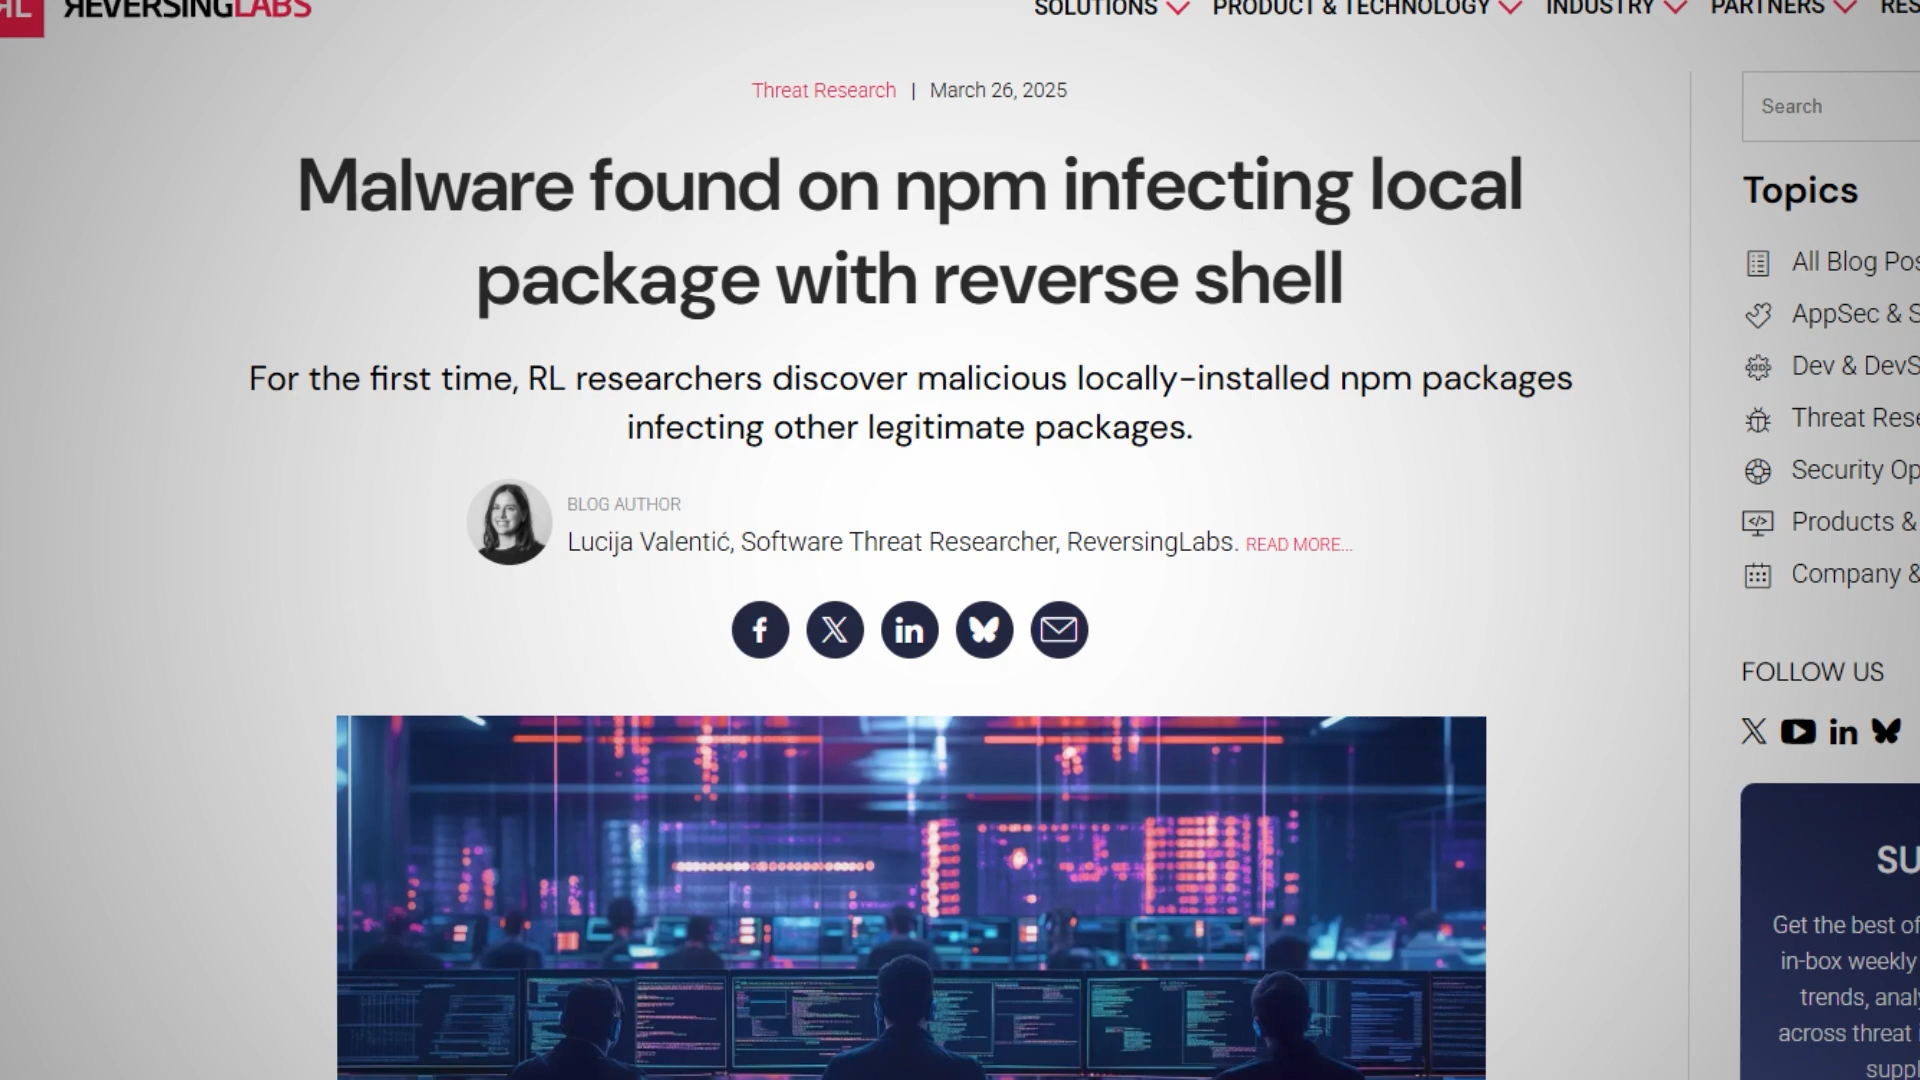 REVERSINGLABS
SOLUTIONS PRODUCT & TECHNOLOGY INDUSTRY PARTNERS
Threat Research | March 26, 2025
Malware found on npm infecting local
package with reverse shell
For the first time, RL researchers discover malicious locally-installed npm packages
infecting other legitimate packages.
BLOG AUTHOR
Lucija Valentić, Software Threat Researcher, ReversingLabs. READ MORE...
Search
Topics
All Blog Pos
AppSec & S
Dev & DevS
Threat Rese
Security Op
Products &
Company &
FOLLOW US
SU
Get the best of
in-box weekly
trends, analy
across threat i
suppl